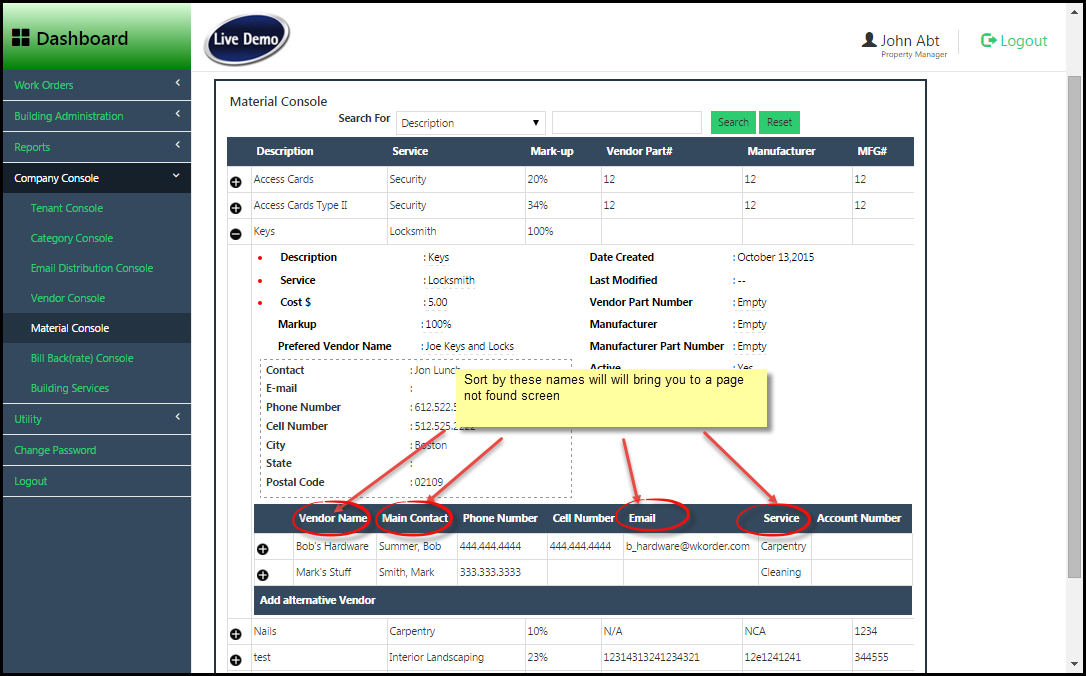 Dashboard
Live Demo
John Abt
Property Manager
Logout
Work Orders
Building Administration
Reports
Company Console
Tenant Console
Category Console
Email Distribution Console
Vendor Console
Material Console
Bill Back(rate) Console
Building Services
Utility
Change Password
Logout
Material Console
Search For Description Search Reset
Description Service Mark-up Vendor Part# Manufacturer MFG#
Access Cards Security 20% 12 12 12
Access Cards Type II Security 34% 12 12 12
Keys Locksmith 100%
Description : Keys Date Created : October 13,2015
Service : Locksmith Last Modified : --
Cost $ : 5.00 Vendor Part Number : Empty
Markup : 100% Manufacturer : Empty
Prefered Vendor Name : Joe Keys and Locks Manufacturer Part Number : Empty
Contact : Jon Lunch Active : Yes
Sort by these names will will bring you to a page
not found screen
E-mail :
Phone Number : 612.522.5
Cell Number : 512.525.2222
City : Boston
State :
Postal Code : 02109
Vendor Name Main Contact Phone Number Cell Number Email Service Account Number
Bob's Hardware Summer, Bob 444.444.4444 444.444.4444 b_hardware@wkorder.com Carpentry
Mark's Stuff Smith, Mark 333.333.3333 Cleaning
Add alternative Vendor
Nails Carpentry 10% N/A NCA 1234
test Interior Landscaping 23% 12314313241234321 12e1241241 344555